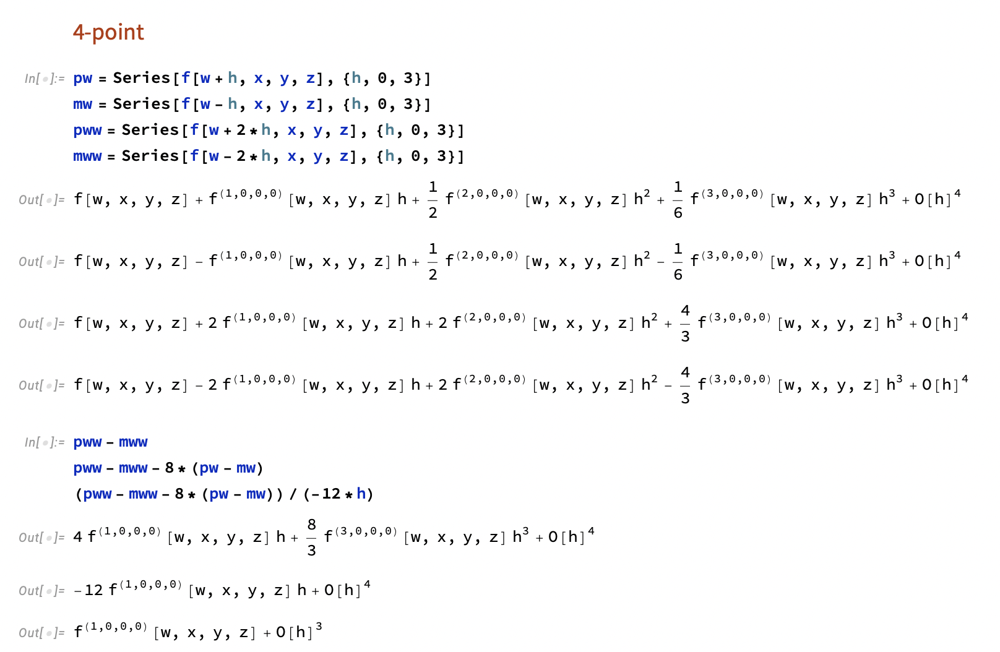 4-point
In[•]:= pw = Series[f[w + h, x, y, z], {h, 0, 3}]
mw = Series[f[w - h, x, y, z], {h, 0, 3}]
pww = Series[f[w + 2 * h, x, y, z], {h, 0, 3}]
mww = Series[f[w - 2 * h, x, y, z], {h, 0, 3}]
Out[•]= f[w, x, y, z] + f^(1,0,0,0)[w, x, y, z] h + 1/2 f^(2,0,0,0)[w, x, y, z] h^2 + 1/6 f^(3,0,0,0)[w, x, y, z] h^3 + O[h]^4
Out[•]= f[w, x, y, z] - f^(1,0,0,0)[w, x, y, z] h + 1/2 f^(2,0,0,0)[w, x, y, z] h^2 - 1/6 f^(3,0,0,0)[w, x, y, z] h^3 + O[h]^4
Out[•]= f[w, x, y, z] + 2 f^(1,0,0,0)[w, x, y, z] h + 2 f^(2,0,0,0)[w, x, y, z] h^2 + 4/3 f^(3,0,0,0)[w, x, y, z] h^3 + O[h]^4
Out[•]= f[w, x, y, z] - 2 f^(1,0,0,0)[w, x, y, z] h + 2 f^(2,0,0,0)[w, x, y, z] h^2 - 4/3 f^(3,0,0,0)[w, x, y, z] h^3 + O[h]^4
In[•]:= pww - mww
pww - mww - 8 * (pw - mw)
(pww - mww - 8 * (pw - mw)) / (-12 * h)
Out[•]= 4 f^(1,0,0,0)[w, x, y, z] h + 8/3 f^(3,0,0,0)[w, x, y, z] h^3 + O[h]^4
Out[•]= -12 f^(1,0,0,0)[w, x, y, z] h + O[h]^4
Out[•]= f^(1,0,0,0)[w, x, y, z] + O[h]^3